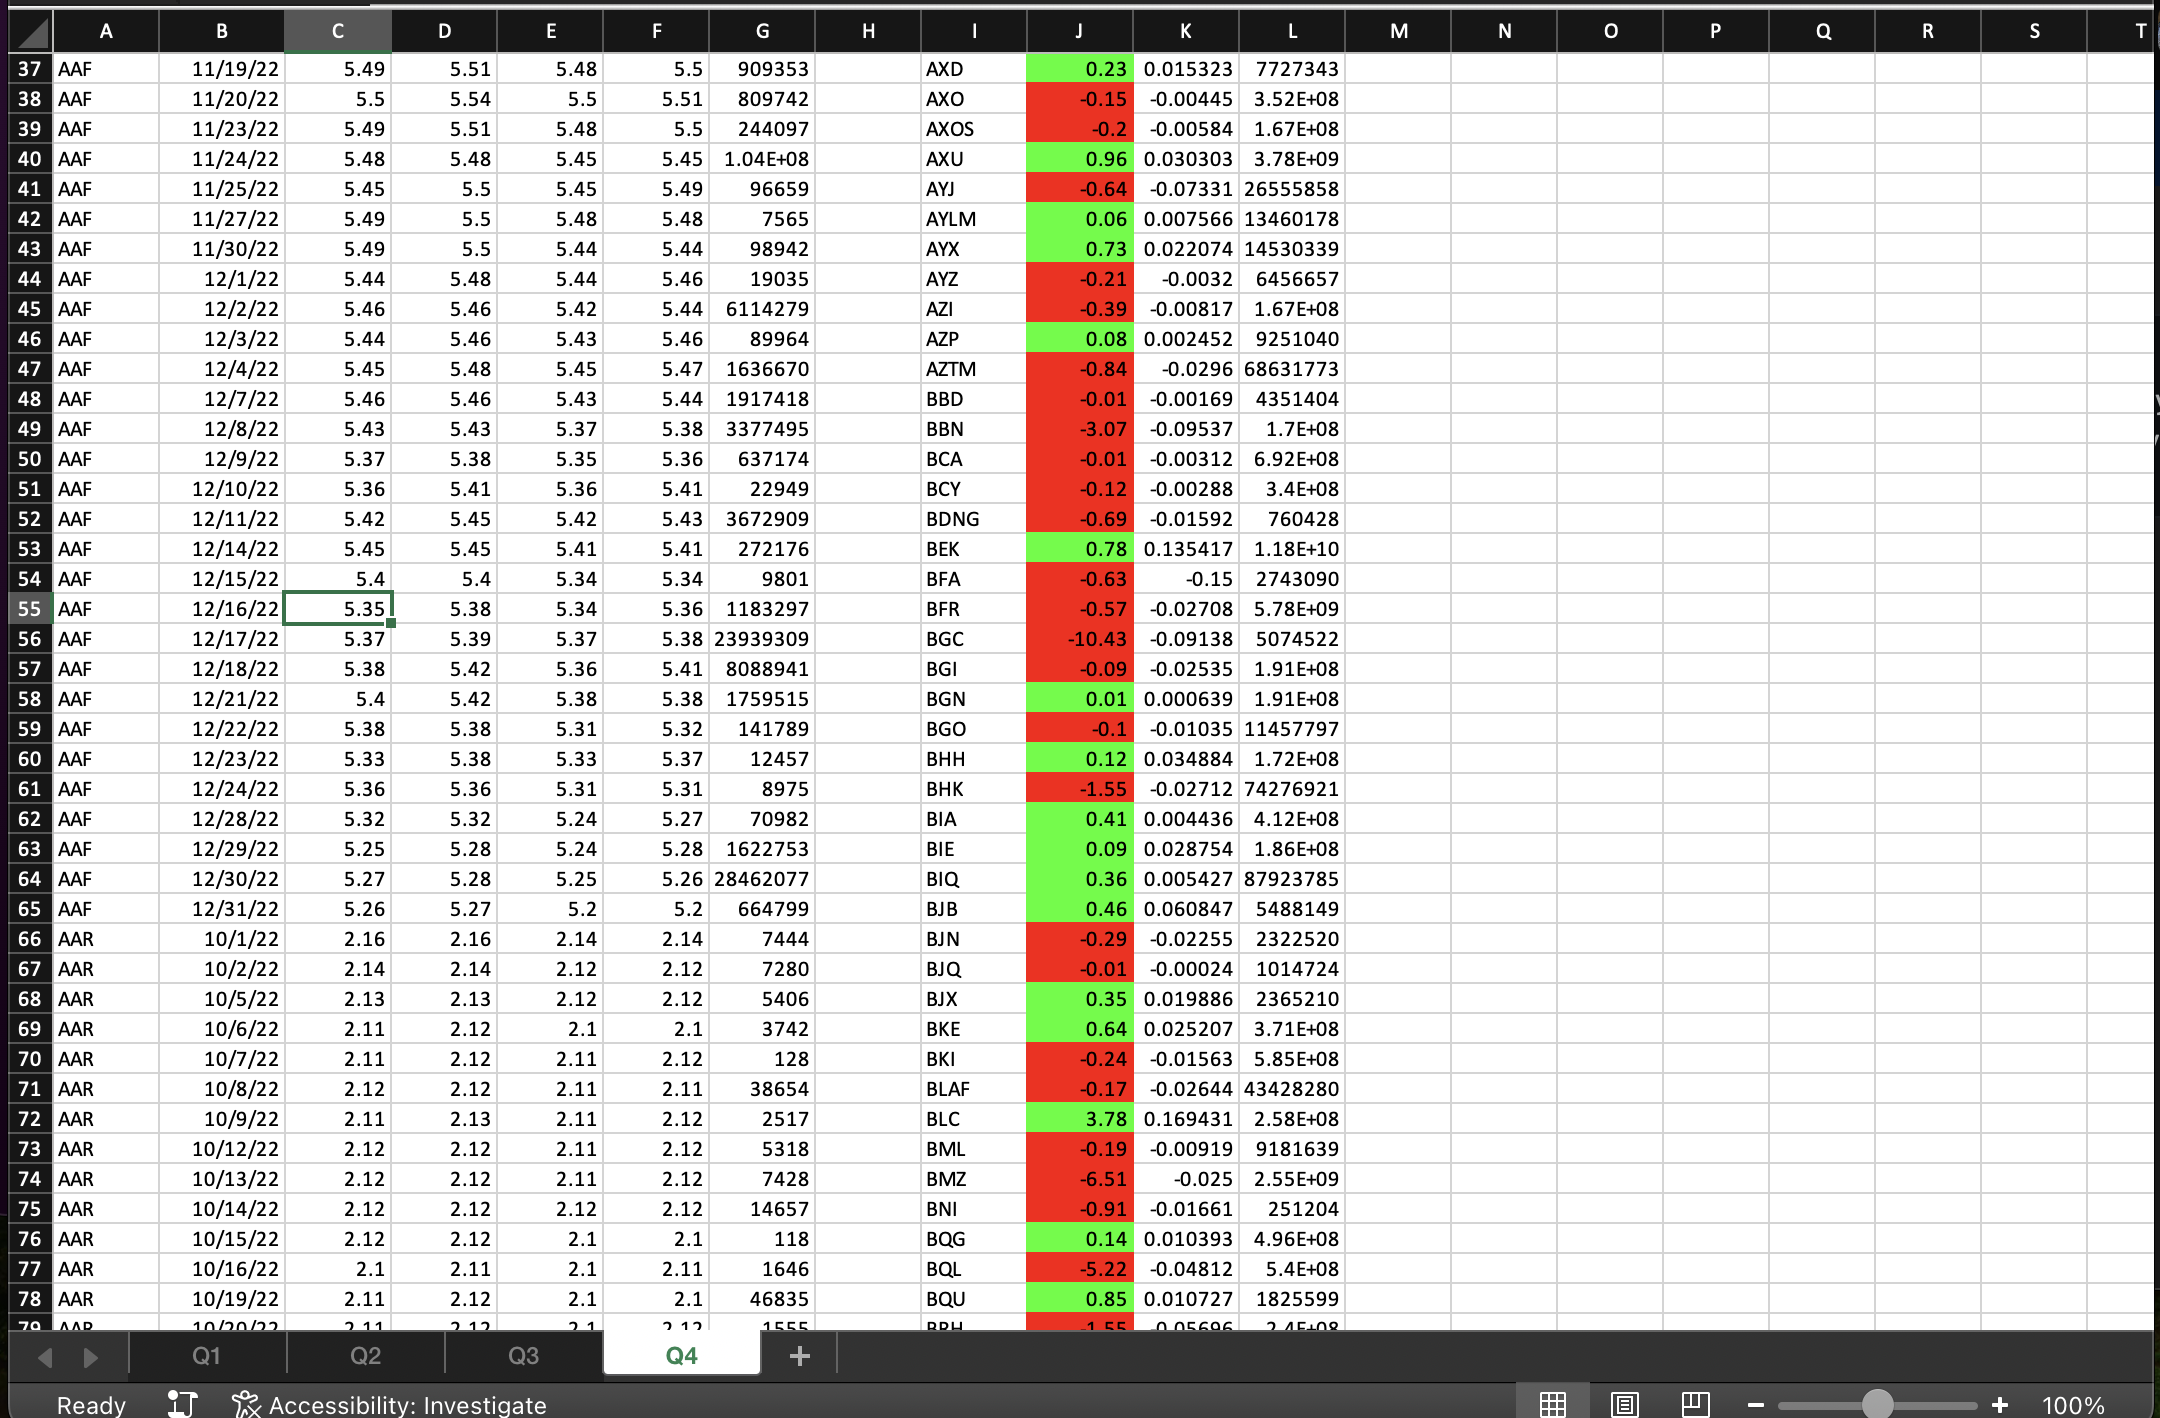 A B C D E F G H I J K L M N O P Q R S T
37 AAF 11/19/22 5.49 5.51 5.48 5.5 909353 AXD 0.23 0.015323 7727343
38 AAF 11/20/22 5.5 5.54 5.5 5.51 809742 AXO -0.15 -0.00445 3.52E+08
39 AAF 11/23/22 5.49 5.51 5.48 5.5 244097 AXOS -0.2 -0.00584 1.67E+08
40 AAF 11/24/22 5.48 5.48 5.45 5.45 1.04E+08 AXU 0.96 0.030303 3.78E+09
41 AAF 11/25/22 5.45 5.5 5.45 5.49 96659 AYJ -0.64 -0.07331 26555858
42 AAF 11/27/22 5.49 5.5 5.48 5.48 7565 AYLM 0.06 0.007566 13460178
43 AAF 11/30/22 5.49 5.5 5.44 5.44 98942 AYX 0.73 0.022074 14530339
44 AAF 12/1/22 5.44 5.48 5.44 5.46 19035 AYZ -0.21 -0.0032 6456657
45 AAF 12/2/22 5.46 5.46 5.42 5.44 6114279 AZI -0.39 -0.00817 1.67E+08
46 AAF 12/3/22 5.44 5.46 5.43 5.46 89964 AZP 0.08 0.002452 9251040
47 AAF 12/4/22 5.45 5.48 5.45 5.47 1636670 AZTM -0.84 -0.0296 68631773
48 AAF 12/7/22 5.46 5.46 5.43 5.44 1917418 BBD -0.01 -0.00169 4351404
49 AAF 12/8/22 5.43 5.43 5.37 5.38 3377495 BBN -3.07 -0.09537 1.7E+08
50 AAF 12/9/22 5.37 5.38 5.35 5.36 637174 BCA -0.01 -0.00312 6.92E+08
51 AAF 12/10/22 5.36 5.41 5.36 5.41 22949 BCY -0.12 -0.00288 3.4E+08
52 AAF 12/11/22 5.42 5.45 5.42 5.43 3672909 BDNG -0.69 -0.01592 760428
53 AAF 12/14/22 5.45 5.45 5.41 5.41 272176 BEK 0.78 0.135417 1.18E+10
54 AAF 12/15/22 5.4 5.4 5.34 5.34 9801 BFA -0.63 -0.15 2743090
55 AAF 12/16/22 5.35 5.38 5.34 5.36 1183297 BFR -0.57 -0.02708 5.78E+09
56 AAF 12/17/22 5.37 5.39 5.37 5.38 23939309 BGC -10.43 -0.09138 5074522
57 AAF 12/18/22 5.38 5.42 5.36 5.41 8088941 BGI -0.09 -0.02535 1.91E+08
58 AAF 12/21/22 5.4 5.42 5.38 5.38 1759515 BGN 0.01 0.000639 1.91E+08
59 AAF 12/22/22 5.38 5.38 5.31 5.32 141789 BGO -0.1 -0.01035 11457797
60 AAF 12/23/22 5.33 5.38 5.33 5.37 12457 BHH 0.12 0.034884 1.72E+08
61 AAF 12/24/22 5.36 5.36 5.31 5.31 8975 BHK -1.55 -0.02712 74276921
62 AAF 12/28/22 5.32 5.32 5.24 5.27 70982 BIA 0.41 0.004436 4.12E+08
63 AAF 12/29/22 5.25 5.28 5.24 5.28 1622753 BIE 0.09 0.028754 1.86E+08
64 AAF 12/30/22 5.27 5.28 5.25 5.26 28462077 BIQ 0.36 0.005427 87923785
65 AAF 12/31/22 5.26 5.27 5.2 5.2 664799 BJB 0.46 0.060847 5488149
66 AAR 10/1/22 2.16 2.16 2.14 2.14 7444 BJN -0.29 -0.02255 2322520
67 AAR 10/2/22 2.14 2.14 2.12 2.12 7280 BJQ -0.01 -0.00024 1014724
68 AAR 10/5/22 2.13 2.13 2.12 2.12 5406 BJX 0.35 0.019886 2365210
69 AAR 10/6/22 2.11 2.12 2.1 2.1 3742 BKE 0.64 0.025207 3.71E+08
70 AAR 10/7/22 2.11 2.12 2.11 2.12 128 BKI -0.24 -0.01563 5.85E+08
71 AAR 10/8/22 2.12 2.12 2.11 2.11 38654 BLAF -0.17 -0.02644 43428280
72 AAR 10/9/22 2.11 2.13 2.11 2.12 2517 BLC 3.78 0.169431 2.58E+08
73 AAR 10/12/22 2.12 2.12 2.11 2.12 5318 BML -0.19 -0.00919 9181639
74 AAR 10/13/22 2.12 2.12 2.11 2.12 7428 BMZ -6.51 -0.025 2.55E+09
75 AAR 10/14/22 2.12 2.12 2.12 2.12 14657 BNI -0.91 -0.01661 251204
76 AAR 10/15/22 2.12 2.12 2.1 2.1 118 BQG 0.14 0.010393 4.96E+08
77 AAR 10/16/22 2.1 2.11 2.1 2.11 1646 BQL -5.22 -0.04812 5.4E+08
78 AAR 10/19/22 2.11 2.12 2.1 2.1 46835 BQU 0.85 0.010727 1825599
79 AAR 10/20/22 2.11 2.12 2.1 2.12 1555 BRH -1.55 -0.05696 2.4E+08
Q1 Q2 Q3 Q4 +
Ready Accessibility: Investigate 100%